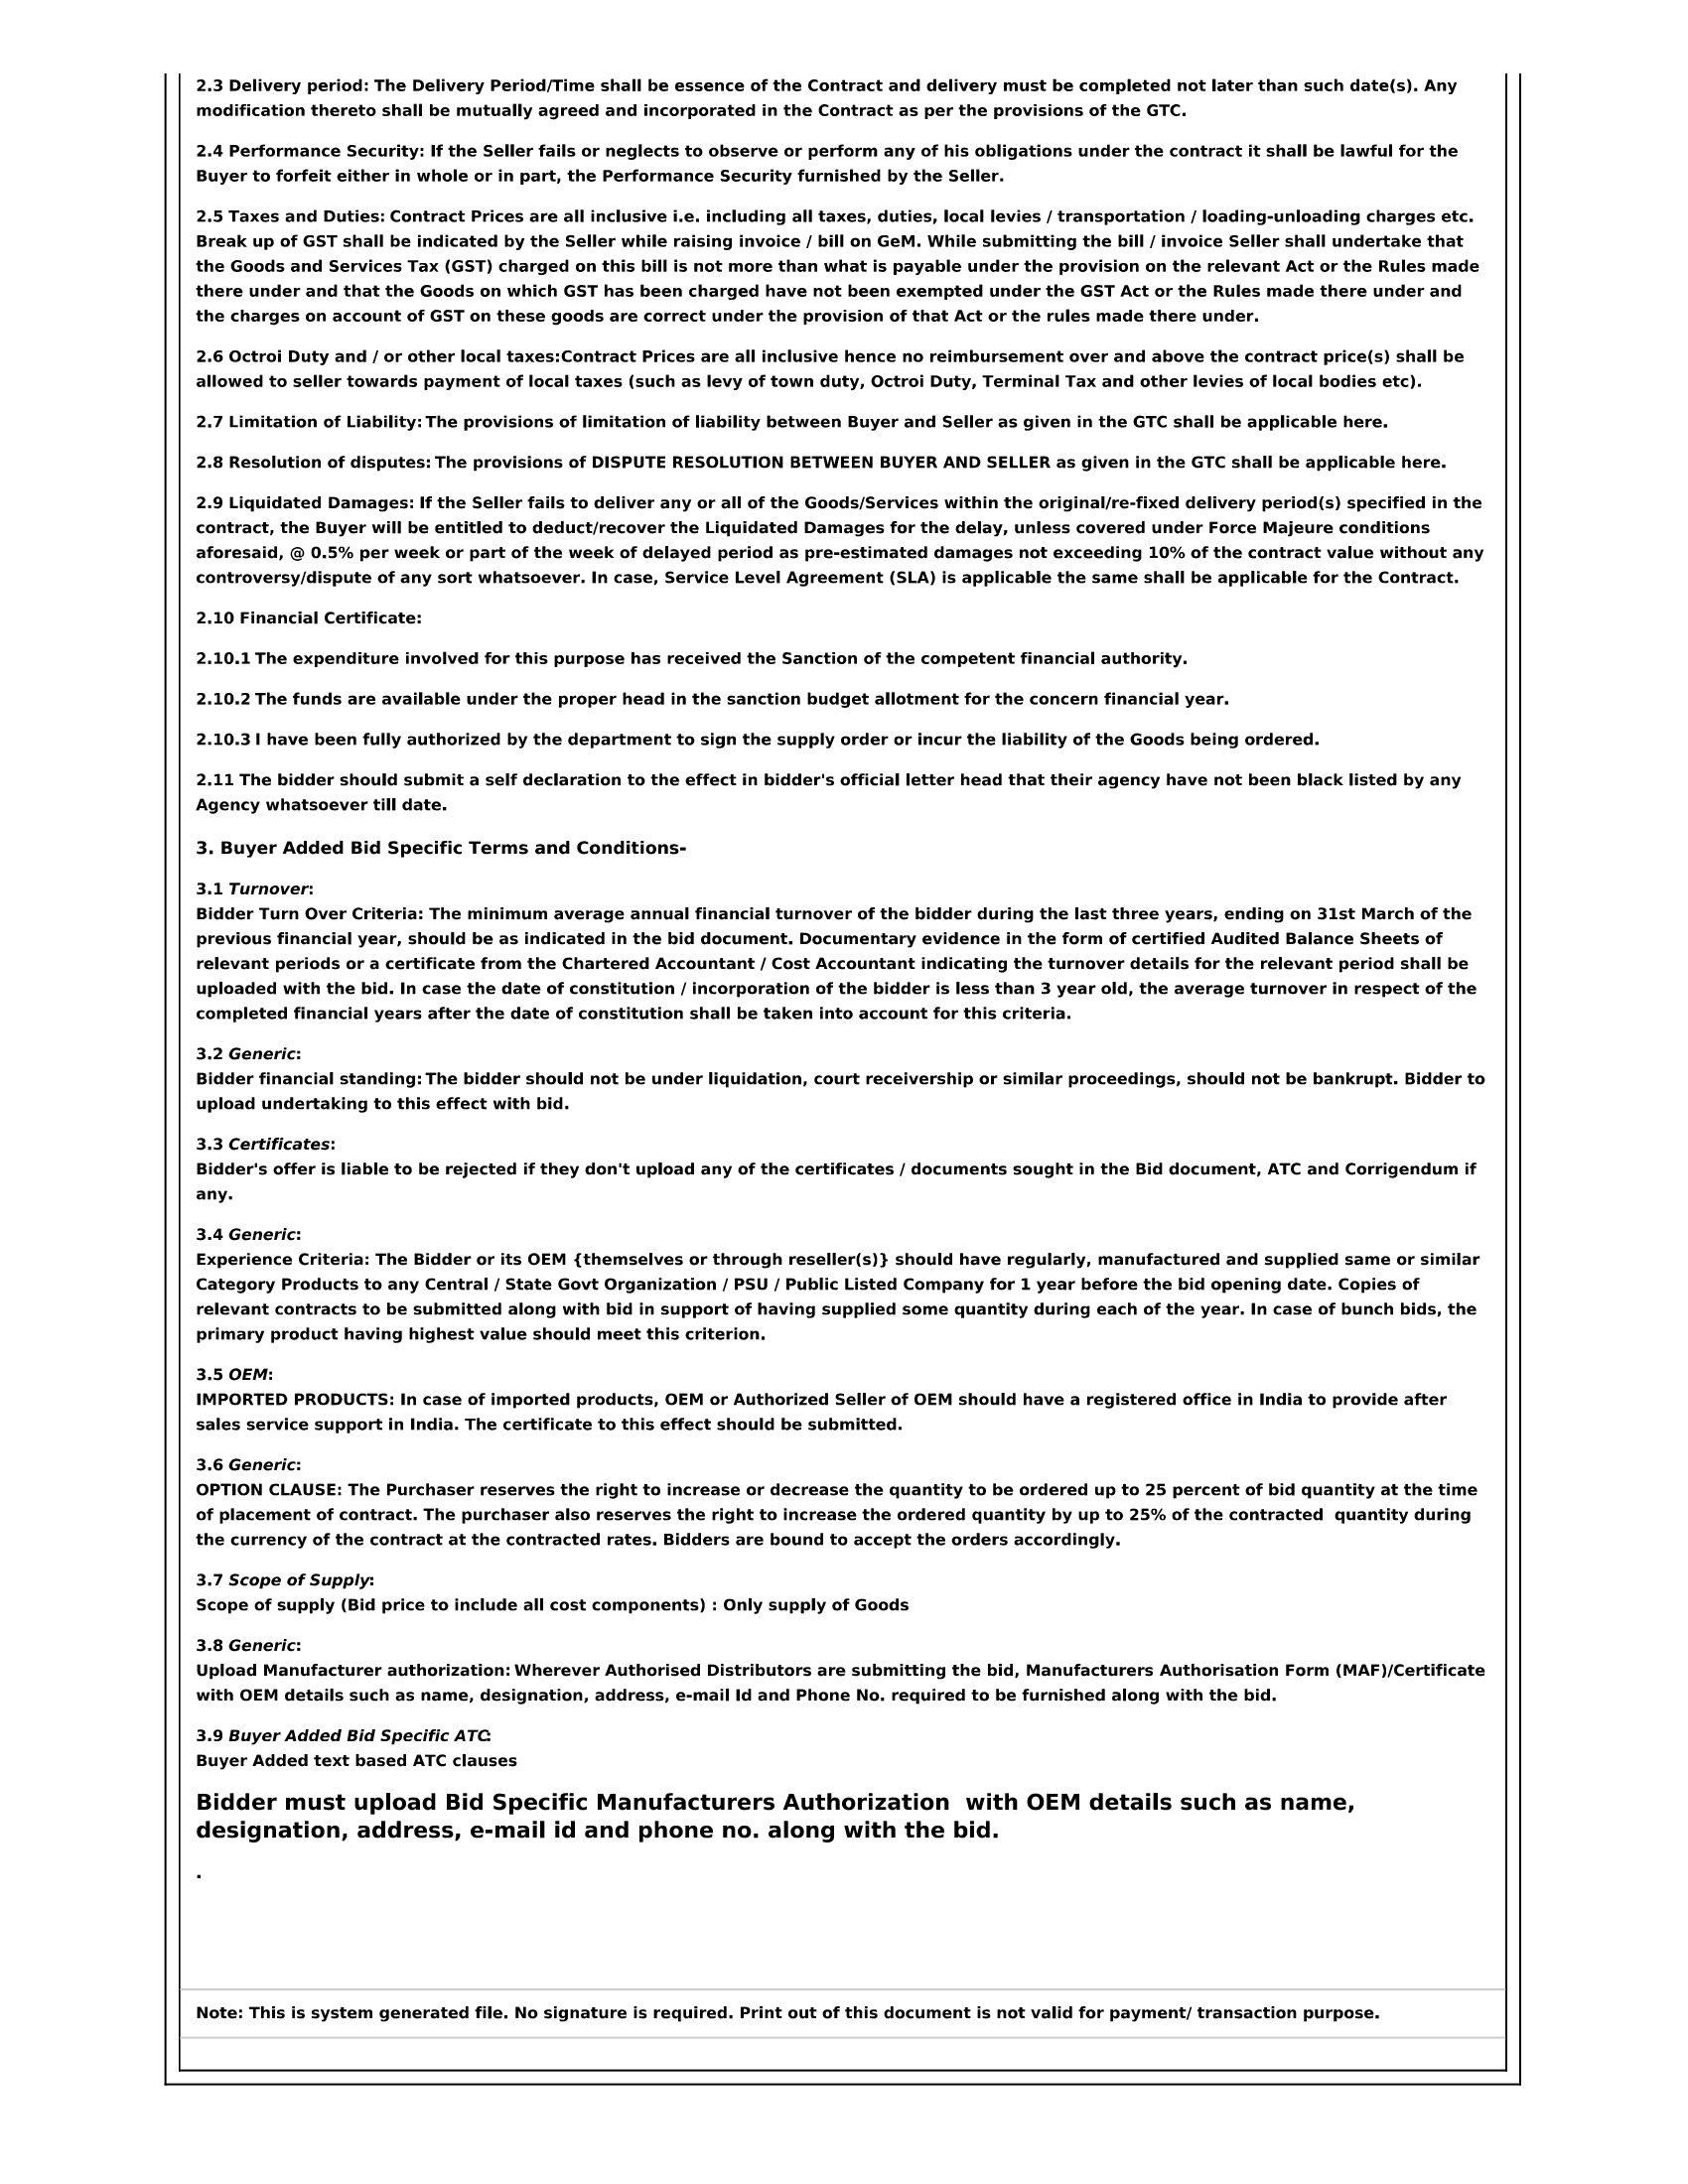 2.3 Delivery period: The Delivery Period/Time shall be essence of the Contract and delivery must be completed not later than such date(s). Any
modification thereto shall be mutually agreed and incorporated in the Contract as per the provisions of the GTC.
2.4 Performance Security: If the Seller fails or neglects to observe or perform any of his obligations under the contract it shall be lawful for the
Buyer to forfeit either in whole or in part, the Performance Security furnished by the Seller.
2.5 Taxes and Duties: Contract Prices are all inclusive i.e. including all taxes, duties, local levies / transportation / loading-unloading charges etc.
Break up of GST shall be indicated by the Seller while raising invoice / bill on GeM. While submitting the bill / invoice Seller shall undertake that
the Goods and Services Tax (GST) charged on this bill is not more than what is payable under the provision on the relevant Act or the Rules made
there under and that the Goods on which GST has been charged have not been exempted under the GST Act or the Rules made there under and
the charges on account of GST on these goods are correct under the provision of that Act or the rules made there under.
2.6 Octroi Duty and / or other local taxes:Contract Prices are all inclusive hence no reimbursement over and above the contract price(s) shall be
allowed to seller towards payment of local taxes (such as levy of town duty, Octroi Duty, Terminal Tax and other levies of local bodies etc).
2.7 Limitation of Liability: The provisions of limitation of liability between Buyer and Seller as given in the GTC shall be applicable here.
2.8 Resolution of disputes: The provisions of DISPUTE RESOLUTION BETWEEN BUYER AND SELLER as given in the GTC shall be applicable here.
2.9 Liquidated Damages: If the Seller fails to deliver any or all of the Goods/Services within the original/re-fixed delivery period(s) specified in the
contract, the Buyer will be entitled to deduct/recover the Liquidated Damages for the delay, unless covered under Force Majeure conditions
aforesaid, @ 0.5% per week or part of the week of delayed period as pre-estimated damages not exceeding 10% of the contract value without any
controversy/dispute of any sort whatsoever. In case, Service Level Agreement (SLA) is applicable the same shall be applicable for the Contract.
2.10 Financial Certificate:
2.10.1 The expenditure involved for this purpose has received the Sanction of the competent financial authority.
2.10.2 The funds are available under the proper head in the sanction budget allotment for the concern financial year.
2.10.3 I have been fully authorized by the department to sign the supply order or incur the liability of the Goods being ordered.
2.11 The bidder should submit a self declaration to the effect in bidder's official letter head that their agency have not been black listed by any
Agency whatsoever till date.
3. Buyer Added Bid Specific Terms and Conditions-
3.1 Turnover:
Bidder Turn Over Criteria: The minimum average annual financial turnover of the bidder during the last three years, ending on 31st March of the
previous financial year, should be as indicated in the bid document. Documentary evidence in the form of certified Audited Balance Sheets of
relevant periods or a certificate from the Chartered Accountant / Cost Accountant indicating the turnover details for the relevant period shall be
uploaded with the bid. In case the date of constitution / incorporation of the bidder is less than 3 year old, the average turnover in respect of the
completed financial years after the date of constitution shall be taken into account for this criteria.
3.2 Generic:
Bidder financial standing: The bidder should not be under liquidation, court receivership or similar proceedings, should not be bankrupt. Bidder to
upload undertaking to this effect with bid.
3.3 Certificates:
Bidder's offer is liable to be rejected if they don't upload any of the certificates / documents sought in the Bid document, ATC and Corrigendum if
any.
3.4 Generic:
Experience Criteria: The Bidder or its OEM {themselves or through reseller(s)} should have regularly, manufactured and supplied same or similar
Category Products to any Central / State Govt Organization / PSU / Public Listed Company for 1 year before the bid opening date. Copies of
relevant contracts to be submitted along with bid in support of having supplied some quantity during each of the year. In case of bunch bids, the
primary product having highest value should meet this criterion.
3.5 OEM:
IMPORTED PRODUCTS: In case of imported products, OEM or Authorized Seller of OEM should have a registered office in India to provide after
sales service support in India. The certificate to this effect should be submitted.
3.6 Generic:
OPTION CLAUSE: The Purchaser reserves the right to increase or decrease the quantity to be ordered up to 25 percent of bid quantity at the time
of placement of contract. The purchaser also reserves the right to increase the ordered quantity by up to 25% of the contracted quantity during
the currency of the contract at the contracted rates. Bidders are bound to accept the orders accordingly.
3.7 Scope of Supply:
Scope of supply (Bid price to include all cost components) : Only supply of Goods
3.8 Generic:
Upload Manufacturer authorization: Wherever Authorised Distributors are submitting the bid, Manufacturers Authorisation Form (MAF)/Certificate
with OEM details such as name, designation, address, e-mail Id and Phone No. required to be furnished along with the bid.
3.9 Buyer Added Bid Specific ATC:
Buyer Added text based ATC clauses
Bidder must upload Bid Specific Manufacturers Authorization with OEM details such as name,
designation, address, e-mail id and phone no. along with the bid.
.
Note: This is system generated file. No signature is required. Print out of this document is not valid for payment/ transaction purpose.